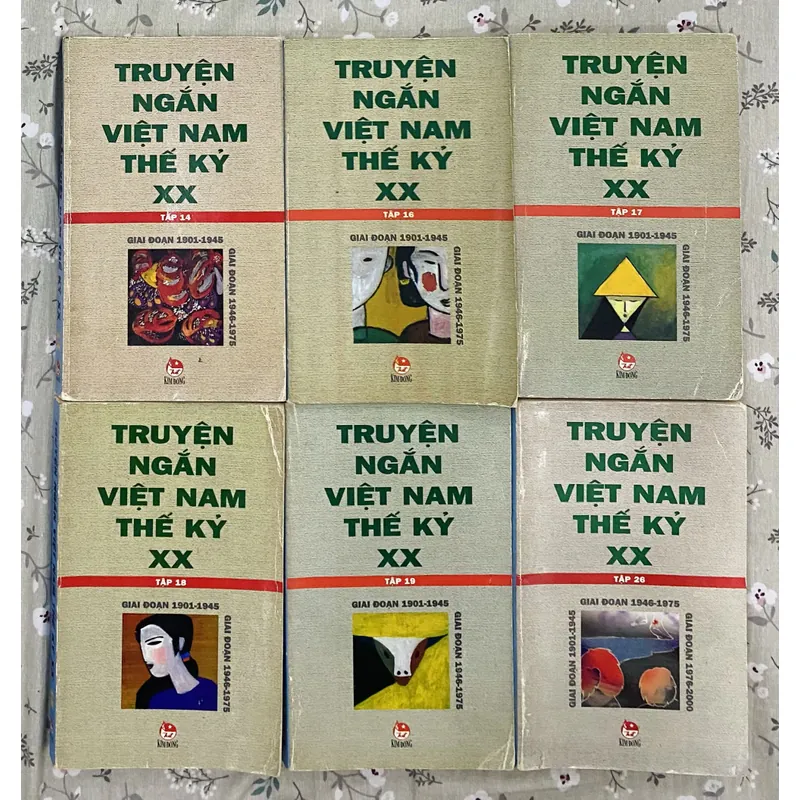 TRUYỆN
NGẮN
VIỆT NAM
THẾ KỶ
XX
TẬP 14
GIAI ĐOẠN 1901-1945
GIAI ĐOẠN 1946-1975
KIM ĐỒNG
TRUYỆN
NGẮN
VIỆT NAM
THẾ KỶ
XX
TẬP 16
GIAI ĐOẠN 1901-1945
GIAI ĐOẠN 1946-1975
KIM ĐỒNG
TRUYỆN
NGẮN
VIỆT NAM
THẾ KỶ
XX
TẬP 17
GIAI ĐOẠN 1901-1945
GIAI ĐOẠN 1946-1975
KIM ĐỒNG
TRUYỆN
NGẮN
VIỆT NAM
THẾ KỶ
XX
TẬP 18
GIAI ĐOẠN 1901-1945
GIAI ĐOẠN 1946-1975
KIM ĐỒNG
TRUYỆN
NGẮN
VIỆT NAM
THẾ KỶ
XX
TẬP 19
GIAI ĐOẠN 1901-1945
GIAI ĐOẠN 1946-1975
KIM ĐỒNG
TRUYỆN
NGẮN
VIỆT NAM
THẾ KỶ
XX
TẬP 26
GIAI ĐOẠN 1946-1975
GIAI ĐOẠN 1901-1945
GIAI ĐOẠN 1976-2000
KIM ĐỒNG